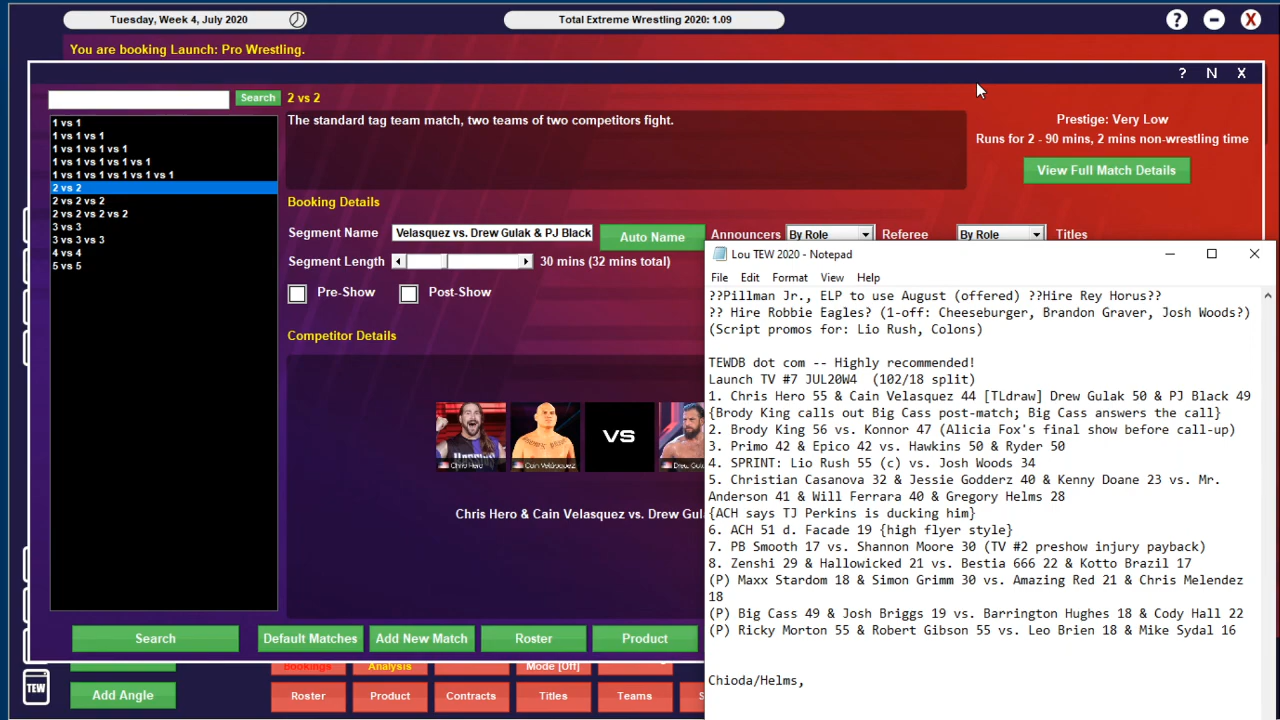 Tuesday, Week 4, July 2020
Total Extreme Wrestling 2020: 1.09
?
X
You are booking Launch: Pro Wrestling.
? N X
Search
2 vs 2
1 vs 1
1 vs 1 vs 1
1 vs 1 vs 1 vs 1
1 vs 1 vs 1 vs 1 vs 1
1 vs 1 vs 1 vs 1 vs 1 vs 1
2 vs 2
2 vs 2 vs 2
2 vs 2 vs 2 vs 2
3 vs 3
3 vs 3 vs 3
4 vs 4
5 vs 5
The standard tag team match, two teams of two competitors fight.
Prestige: Very Low
Runs for 2 - 90 mins, 2 mins non-wrestling time
View Full Match Details
Booking Details
Segment Name
Velasquez vs. Drew Gulak & PJ Black
Auto Name
Announcers
By Role
Referee
By Role
Titles
Segment Length
30 mins (32 mins total)
Pre-Show
Post-Show
Competitor Details
Chris Hero
Cain Velasquez
VS
Drew Gul
Chris Hero & Cain Velasquez vs. Drew Gul
Search
Default Matches
Add New Match
Roster
Product
Bookings
Analysis
Mode [Off]
TEW
Add Angle
Roster
Product
Contracts
Titles
Teams
S
Lou TEW 2020 - Notepad
File Edit Format View Help
??Pillman Jr., ELP to use August (offered) ??Hire Rey Horus??
?? Hire Robbie Eagles? (1-off: Cheeseburger, Brandon Graver, Josh Woods?)
(Script promos for: Lio Rush, Colons)
TEWDB dot com -- Highly recommended!
Launch TV #7 JUL20W4 (102/18 split)
1. Chris Hero 55 & Cain Velasquez 44 [TLdraw] Drew Gulak 50 & PJ Black 49
{Brody King calls out Big Cass post-match; Big Cass answers the call}
2. Brody King 56 vs. Konnor 47 (Alicia Fox's final show before call-up)
3. Primo 42 & Epico 42 vs. Hawkins 50 & Ryder 50
4. SPRINT: Lio Rush 55 (c) vs. Josh Woods 34
5. Christian Casanova 32 & Jessie Godderz 40 & Kenny Doane 23 vs. Mr.
Anderson 41 & Will Ferrara 40 & Gregory Helms 28
{ACH says TJ Perkins is ducking him}
6. ACH 51 d. Facade 19 {high flyer style}
7. PB Smooth 17 vs. Shannon Moore 30 (TV #2 preshow injury payback)
8. Zenshi 29 & Hallowicked 21 vs. Bestia 666 22 & Kotto Brazil 17
(P) Maxx Stardom 18 & Simon Grimm 30 vs. Amazing Red 21 & Chris Melendez
18
(P) Big Cass 49 & Josh Briggs 19 vs. Barrington Hughes 18 & Cody Hall 22
(P) Ricky Morton 55 & Robert Gibson 55 vs. Leo Brien 18 & Mike Sydal 16
Chioda/Helms,